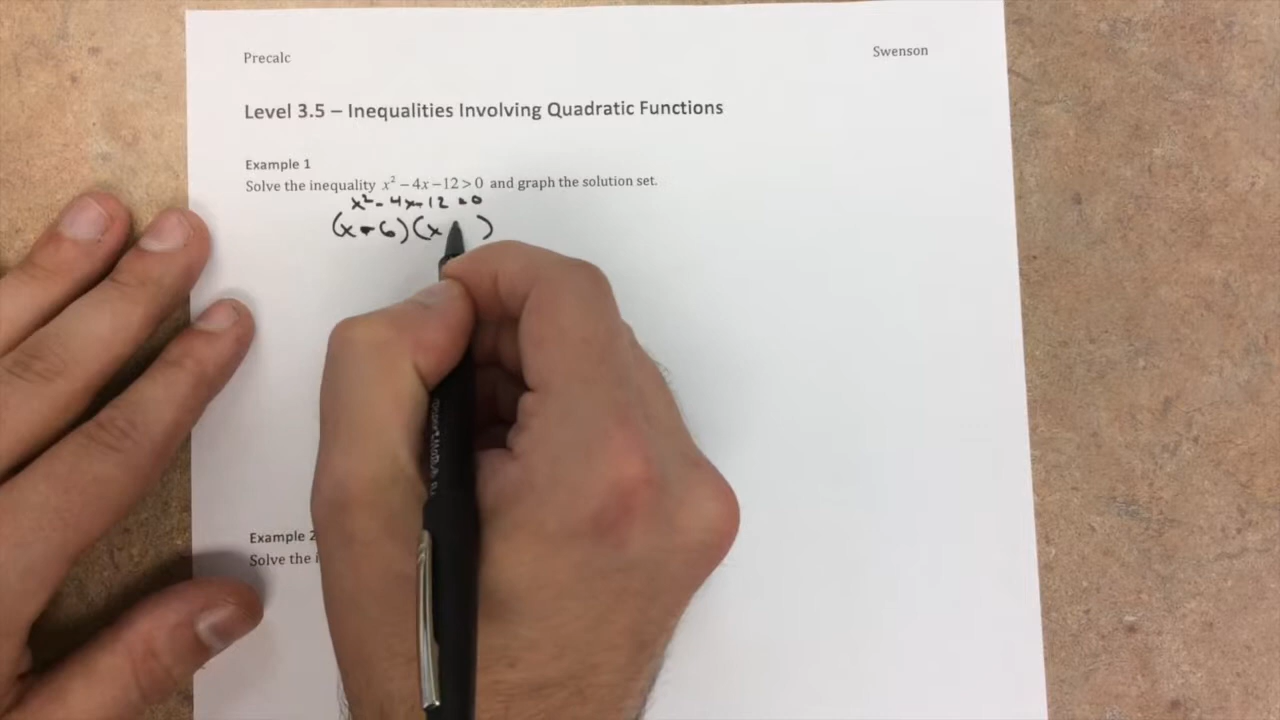 Precalc
Swenson
Level 3.5 – Inequalities Involving Quadratic Functions
Example 1
Solve the inequality x² – 4x – 12 > 0 and graph the solution set.
x² - 4x - 12 = 0
(x - 6)(x )
Example 2
Solve the i